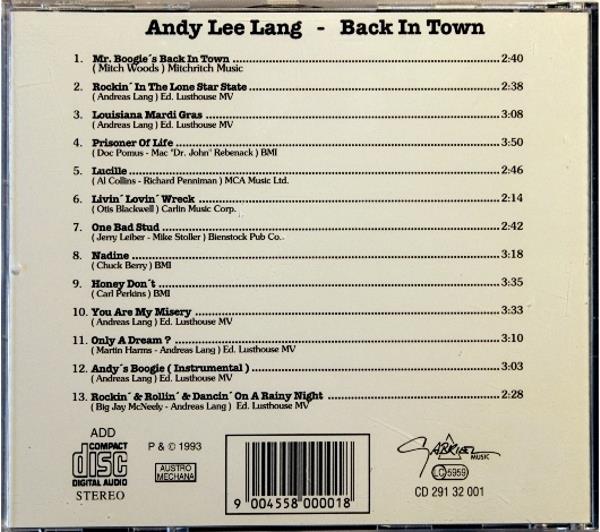 Andy Lee Lang - Back In Town
1. Mr. Boogie´s Back In Town 2:40
( Mitch Woods ) Mitchritch Music
2. Rockin´ In The Lone Star State 2:38
( Andreas Lang ) Ed. Lusthouse MV
3. Louisiana Mardi Gras 3:08
( Andreas Lang ) Ed. Lusthouse MV
4. Prisoner Of Life 3:50
( Doc Pomus - Mac "Dr. John" Rebenack ) BMI
5. Lucille 2:46
( Al Collins - Richard Penniman ) MCA Music Ltd.
6. Livin´ Lovin´ Wreck 2:14
( Otis Blackwell ) Carlin Music Corp.
7. One Bad Stud 2:42
( Jerry Leiber - Mike Stoller ) Bienstock Pub Co.
8. Nadine 3:18
( Chuck Berry ) BMI
9. Honey Don´t 3:35
( Carl Perkins ) BMI
10. You Are My Misery 3:33
( Andreas Lang ) Ed. Lusthouse MV
11. Only A Dream ? 3:10
( Martin Harms - Andreas Lang ) Ed. Lusthouse MV
12. Andy´s Boogie ( Instrumental ) 3:03
( Andreas Lang ) Ed. Lusthouse MV
13. Rockin´ & Rollin´ & Dancin´ On A Rainy Night 2:28
( Big Jay McNeely - Andreas Lang ) Ed. Lusthouse MV
ADD
COMPACT
disc
DIGITAL AUDIO
STEREO
P & © 1993
AUSTRO
MECHANA
9 004558 000018
GABRIEL
MUSIC
LC 5959
CD 291 32 001